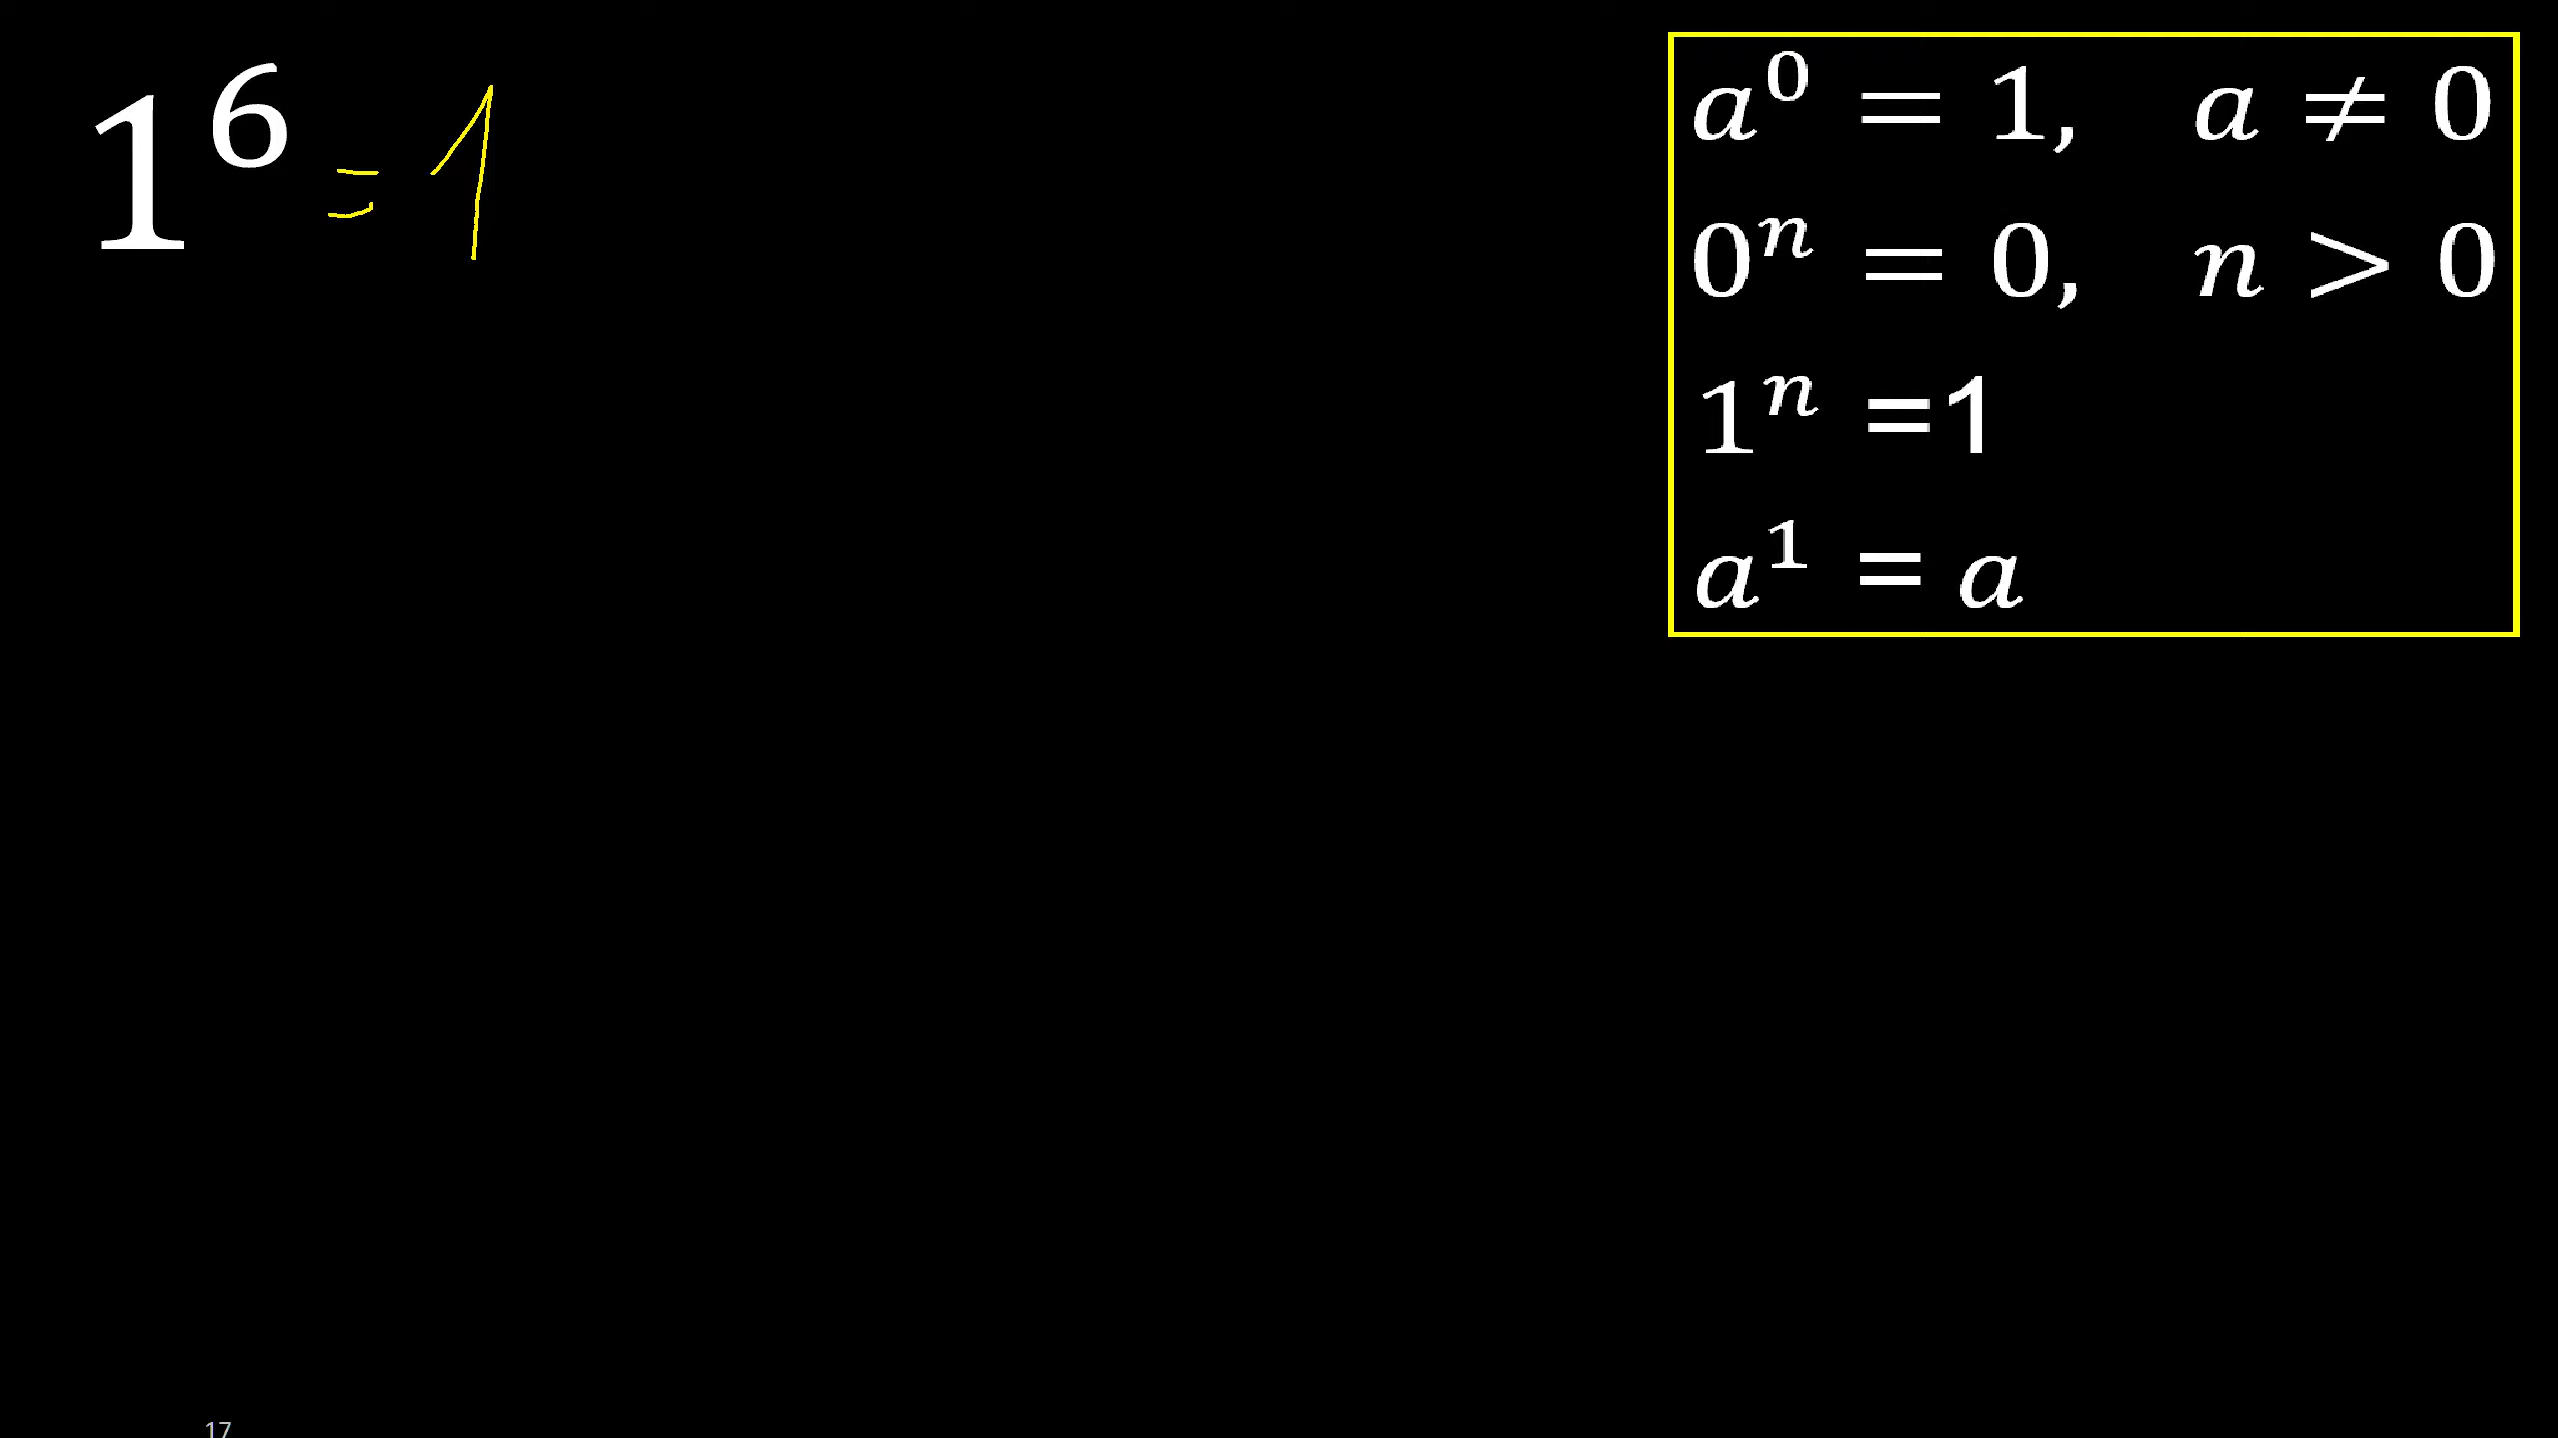 1⁶ = 1
a⁰ = 1, a ≠ 0
0ⁿ = 0, n > 0
1ⁿ =1
a¹ = a
17